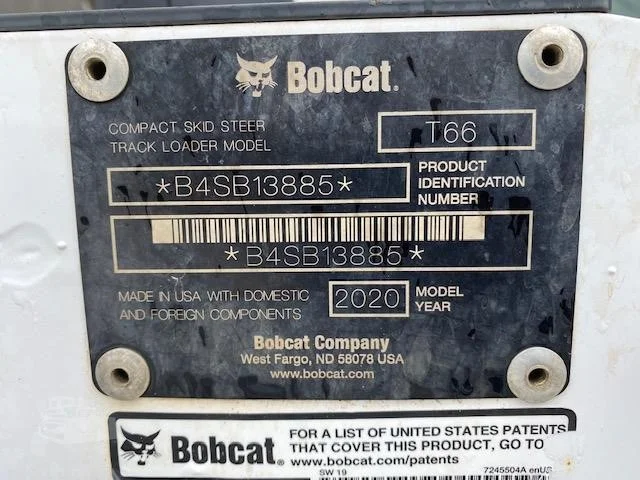 Bobcat.
COMPACT SKID STEER
TRACK LOADER MODEL
T66
*B4SB13885*
PRODUCT
IDENTIFICATION
NUMBER
*B4SB13885*
MADE IN USA WITH DOMESTIC
AND FOREIGN COMPONENTS
2020
MODEL
YEAR
Bobcat Company
West Fargo, ND 58078 USA
www.bobcat.com
Bobcat.
FOR A LIST OF UNITED STATES PATENTS
THAT COVER THIS PRODUCT, GO TO
www.bobcat.com/patents
SW 19
7245504A enUS